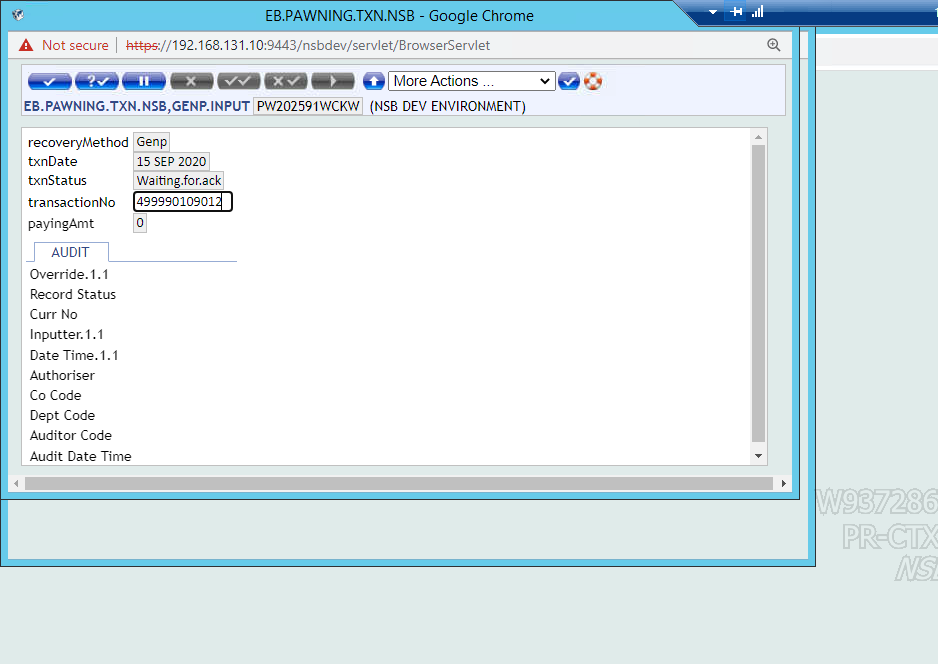 EB.PAWNING.TXN.NSB - Google Chrome
Not secure https://192.168.131.10:9443/nsbdev/servlet/BrowserServlet
More Actions ...
EB.PAWNING.TXN.NSB,GENP.INPUT PW202591WCKW (NSB DEV ENVIRONMENT)
recoveryMethod Genp
txnDate 15 SEP 2020
txnStatus Waiting.for.ack
transactionNo 499990109012
payingAmt 0
AUDIT
Override.1.1
Record Status
Curr No
Inputter.1.1
Date Time.1.1
Authoriser
Co Code
Dept Code
Auditor Code
Audit Date Time
W937286
PR-CTX